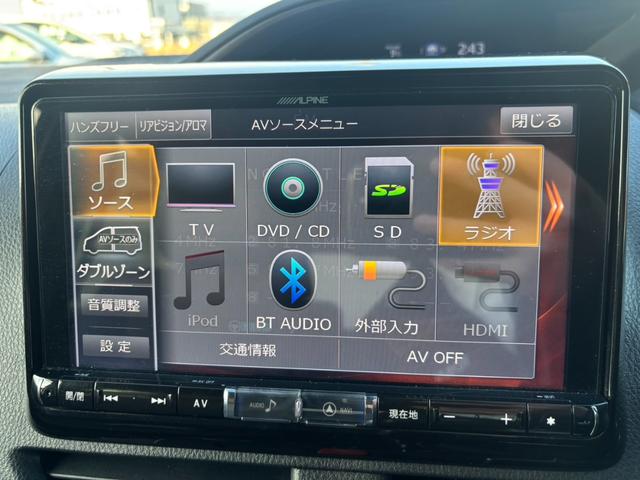 2:43
ALPINE
ハンズフリー リアビジョン/アロマ AVソースメニュー 閉じる
ソース TV DVD / CD SD ラジオ
AVソースのみ
ダブルゾーン
音質調整 iPod BT AUDIO 外部入力 HDMI
設定 交通情報 AV OFF
開/閉 AV AUDIO NAVI 現在地 − + *